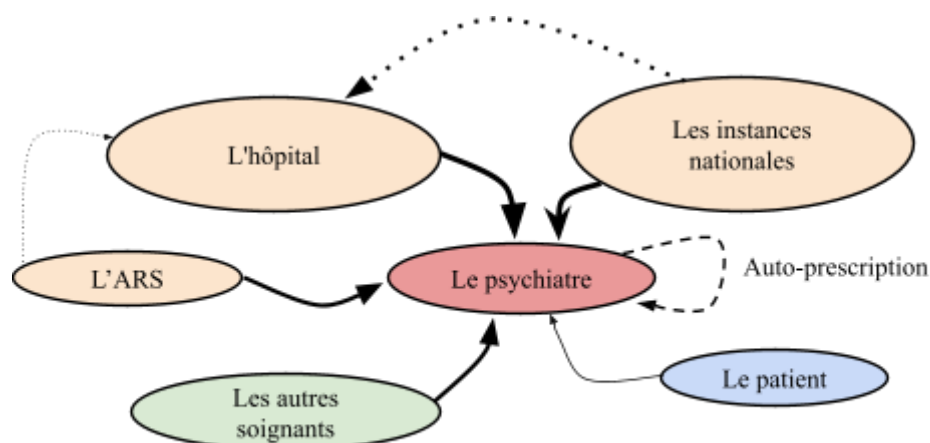 Les instances
nationales
L'hôpital
L’ARS
Le psychiatre
Auto-prescription
Le patient
Les autres
soignants